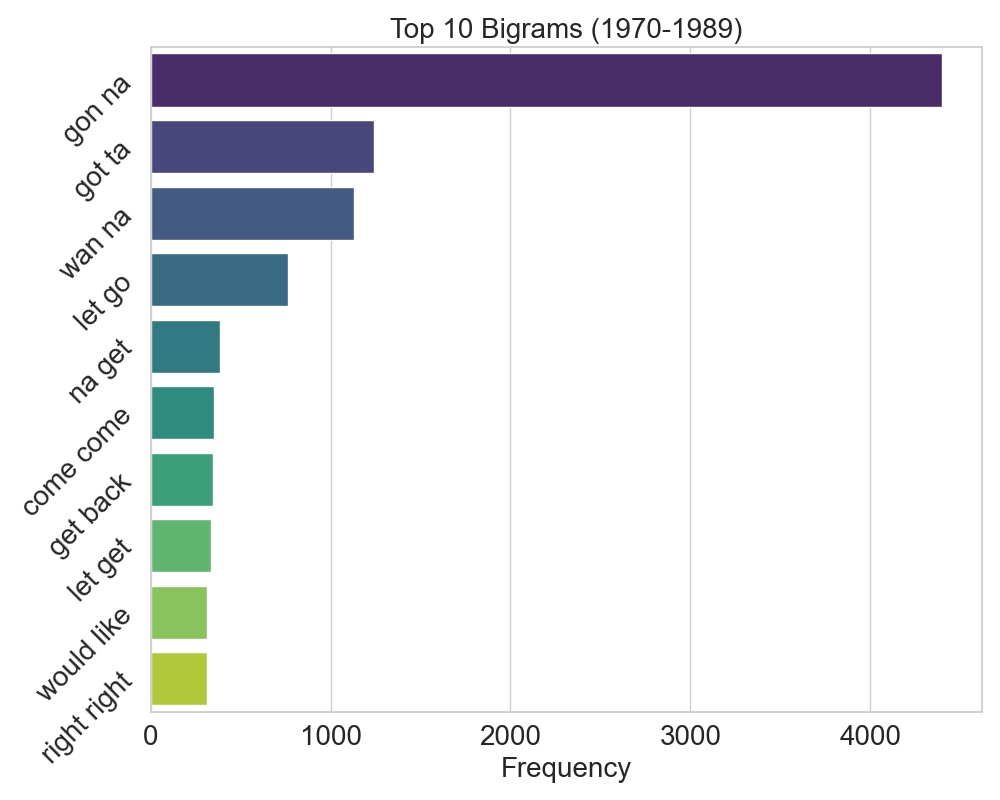 Top 10 Bigrams (1970-1989)
gon na
got ta
wan na
let go
na get
come come
get back
let get
would like
right right
0 1000 2000 3000 4000
Frequency